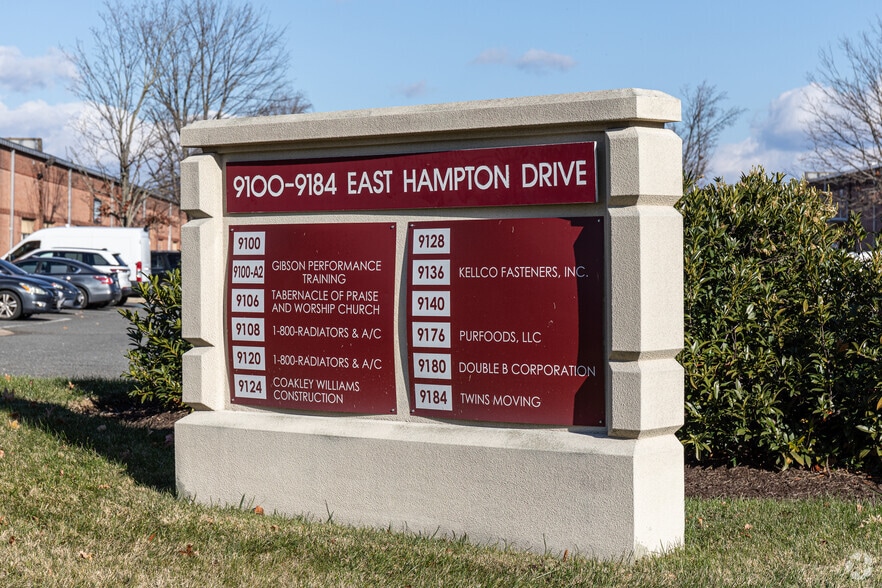 9100-9184 EAST HAMPTON DRIVE
9100
9100-A2 GIBSON PERFORMANCE
TRAINING
9106 TABERNACLE OF PRAISE
AND WORSHIP CHURCH
9108 1-800-RADIATORS & A/C
9120 1-800-RADIATORS & A/C
9124 COAKLEY WILLIAMS
CONSTRUCTION
9128
9136 KELLCO FASTENERS, INC.
9140
9176 PURFOODS, LLC
9180 DOUBLE B CORPORATION
9184 TWINS MOVING